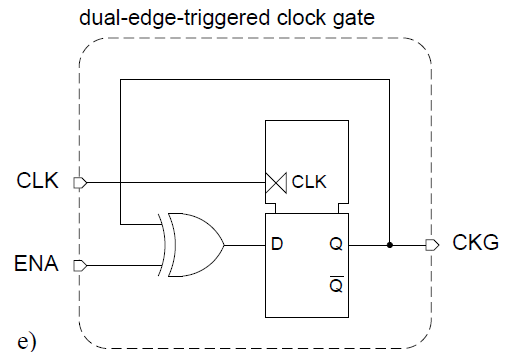 dual-edge-triggered clock gate
CLK
CLK
ENA
D
Q
CKG
Q̅
e)